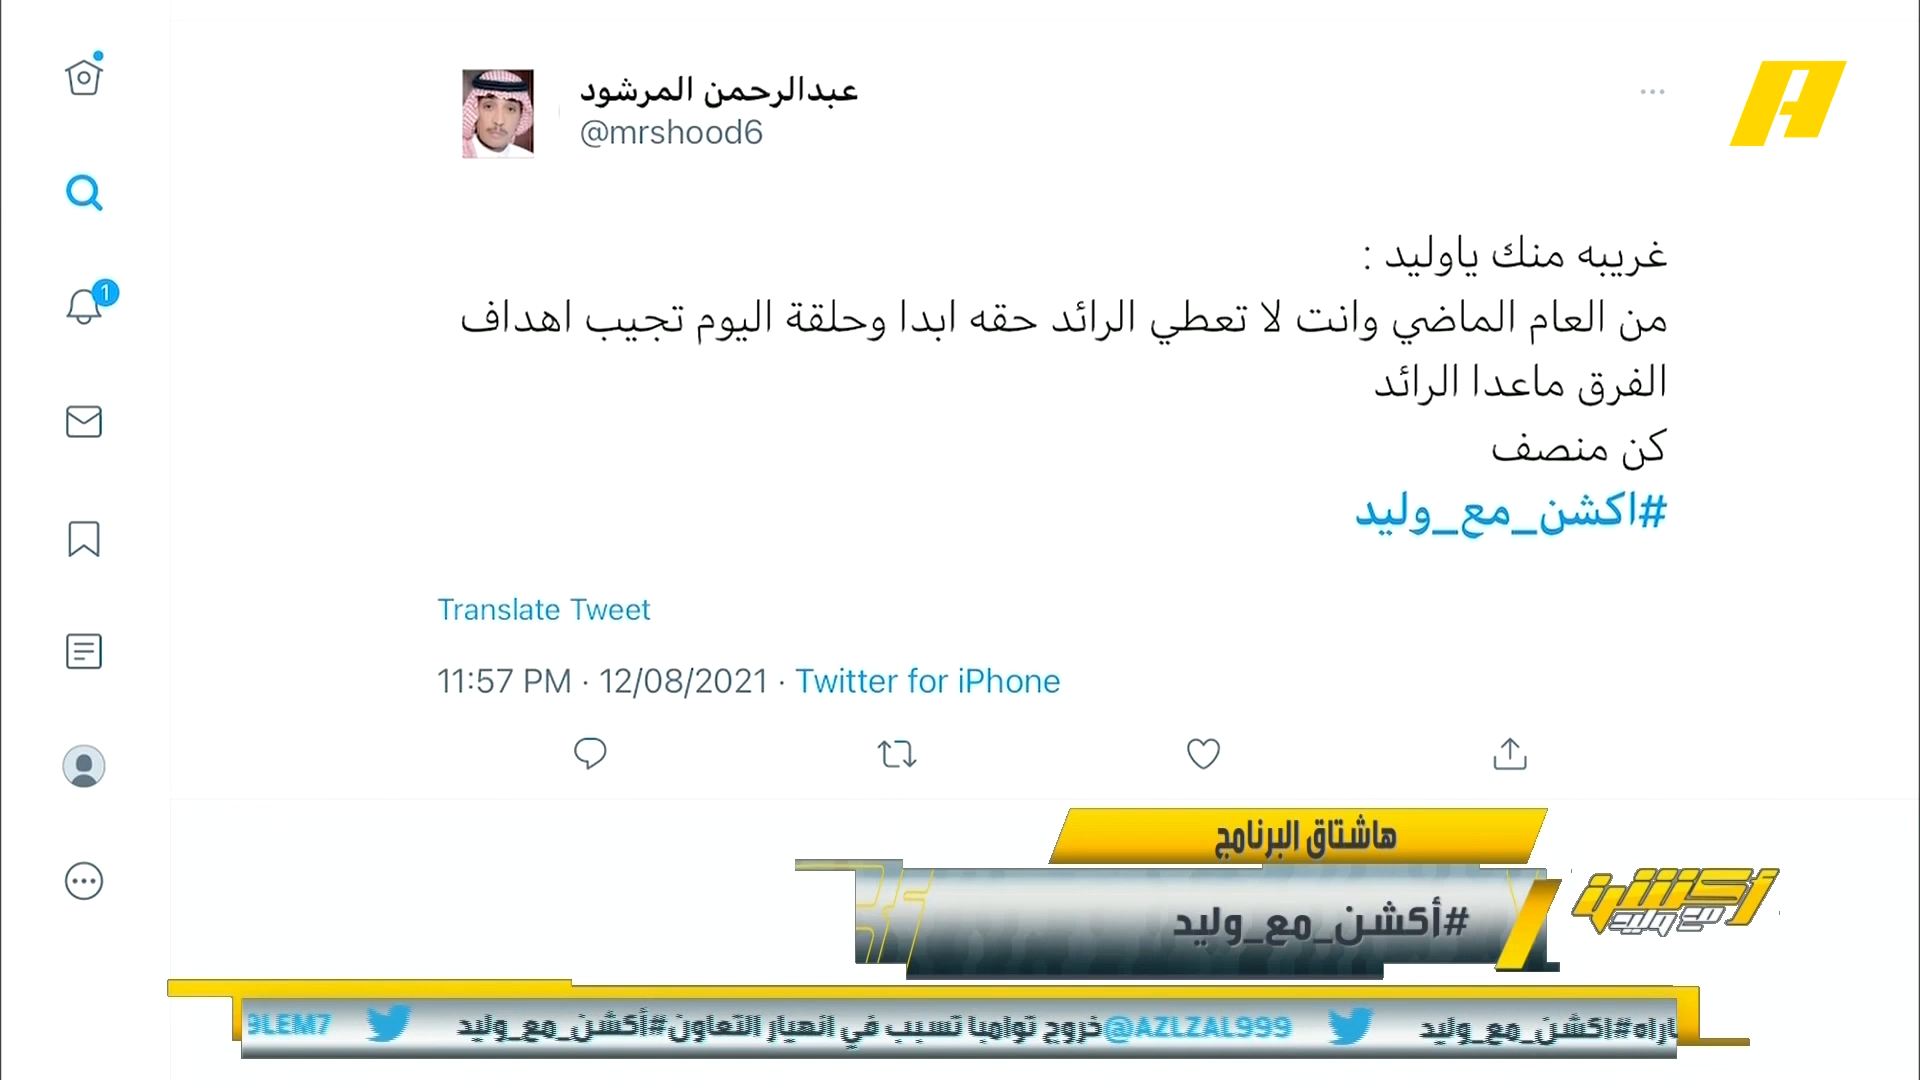 عبدالرحمن المرشود
@mrshood6
غريبه منك ياوليد :
من العام الماضي وانت لا تعطي الرائد حقه ابدا وحلقة اليوم تجيب اهداف
الفرق ماعدا الرائد
كن منصف
#اكشن_مع_وليد
Translate Tweet
11:57 PM · 12/08/2021 · Twitter for iPhone
1
هاشتاق البرنامج
#أكشن_مع_وليد
أكشن مع وليد
#اكشن_مع_وليد @AZLZAL999 خروج توامبا تسبب في انهيار التعاون#أكشن_مع_وليد 9LEM7